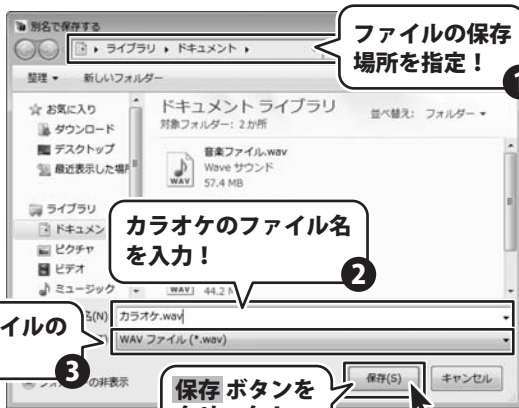 別名で保存する
ライブラリ ▸ ドキュメント ▸
ファイルの保存
場所を指定！
1
整理 ▾ 新しいフォルダー
お気に入り
ダウンロード
デスクトップ
最近表示した場
ライブラリ
ドキュメン
ピクチャ
ビデオ
ミュージック
ドキュメント ライブラリ
対象フォルダー: 2か所
並べ替え: フォルダー ▾
音楽ファイル.wav
Wave サウンド
57.4 MB
WAV
カラオケのファイル名
を入力！
2
WAV 44.2
名(N) カラオケ.wav
WAV ファイル (*.wav)
イルの
3
の非表示
保存ボタンを
保存(S)
キャンセル